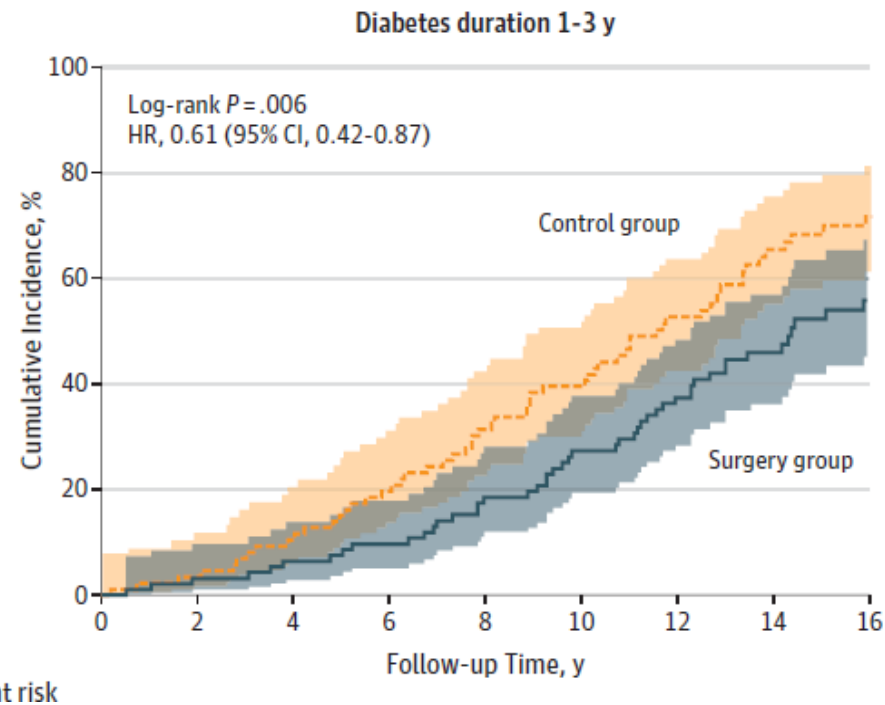 Diabetes duration 1-3 y
100
Log-rank P = .006
HR, 0.61 (95% CI, 0.42-0.87)
80
Control group
60
Cumulative Incidence, %
40
Surgery group
20
0
0 2 4 6 8 10 12 14 16
Follow-up Time, y
at risk